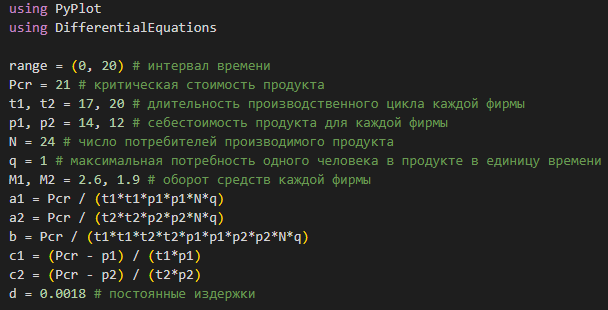 using PyPlot
using DifferentialEquations

range = (0, 20) # интервал времени
Pcr = 21 # критическая стоимость продукта
t1, t2 = 17, 20 # длительность производственного цикла каждой фирмы
p1, p2 = 14, 12 # себестоимость продукта для каждой фирмы
N = 24 # число потребителей производимого продукта
q = 1 # максимальная потребность одного человека в продукте в единицу времени
M1, M2 = 2.6, 1.9 # оборот средств каждой фирмы
a1 = Pcr / (t1*t1*p1*p1*N*q)
a2 = Pcr / (t2*t2*p2*p2*N*q)
b = Pcr / (t1*t1*t2*t2*p1*p1*p2*p2*N*q)
c1 = (Pcr - p1) / (t1*p1)
c2 = (Pcr - p2) / (t2*p2)
d = 0.0018 # постоянные издержки